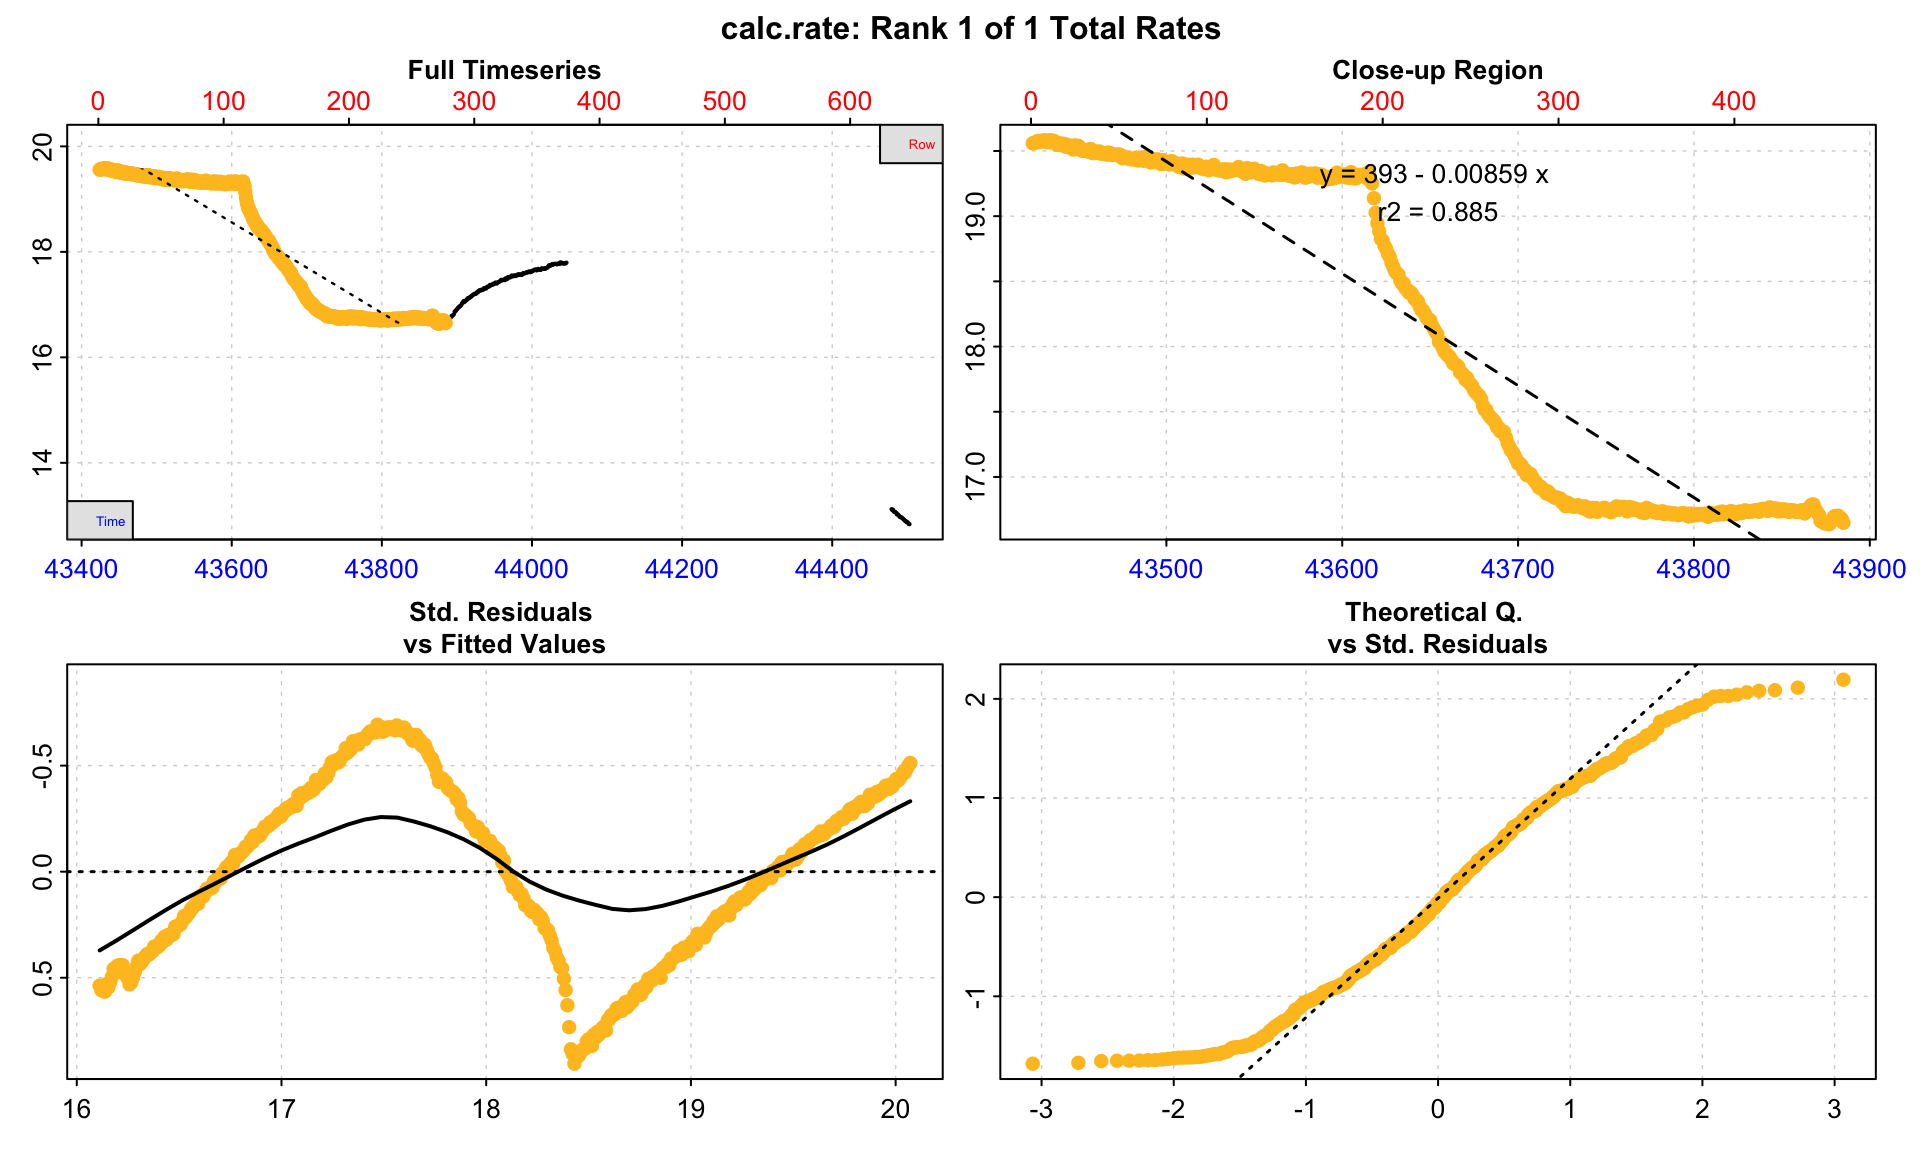 calc.rate: Rank 1 of 1 Total Rates
Full Timeseries
0 100 200 300 400 500 600
20
18
16
14
Row
Time
43400 43600 43800 44000 44200 44400
Close-up Region
0 100 200 300 400
19.0
18.0
17.0
y = 393 - 0.00859 x
r2 = 0.885
43500 43600 43700 43800 43900
Std. Residuals
vs Fitted Values
-0.5
0.0
0.5
16 17 18 19 20
Theoretical Q.
vs Std. Residuals
2
1
0
-1
-3 -2 -1 0 1 2 3